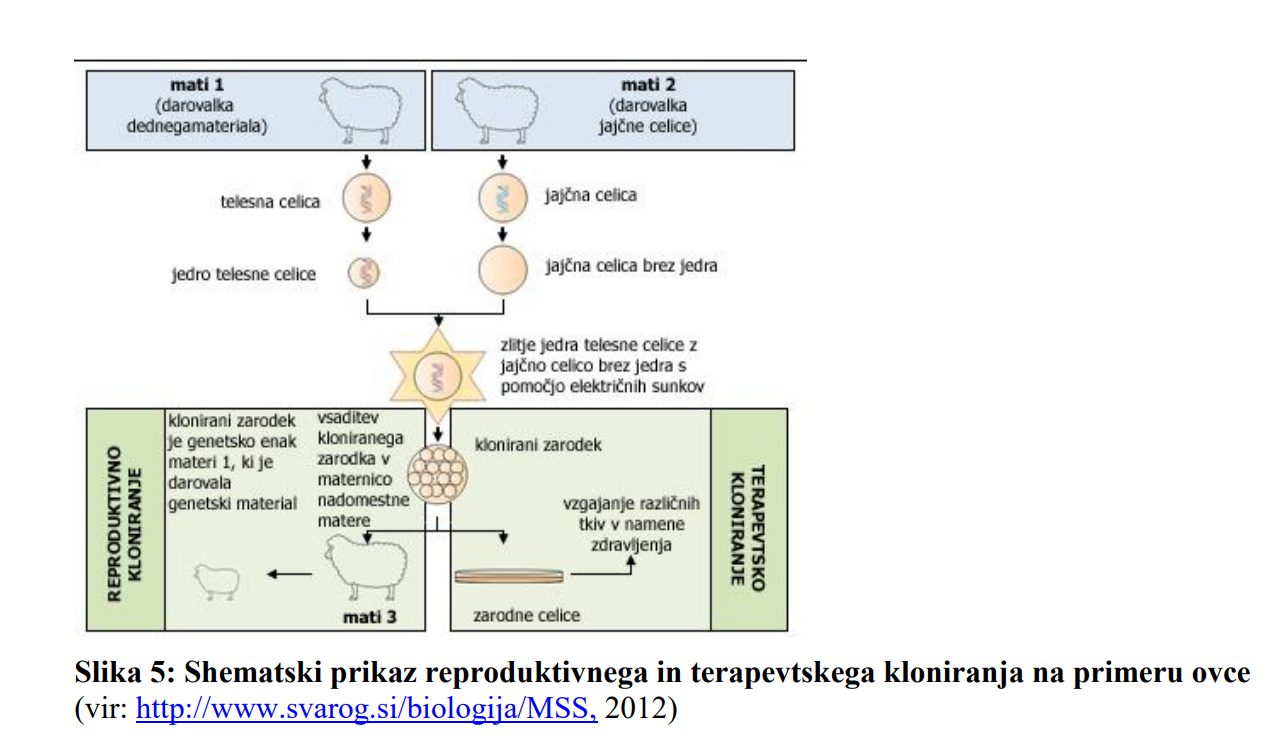 mati 1
(darovalka
dednegamateriala)
mati 2
(darovalka
jajčne celice)
telesna celica
jajčna celica
jedro telesne celice
jajčna celica brez jedra
zlitje jedra telesne celice z
jajčno celico brez jedra s
pomočjo električnih sunkov
REPRODUKTIVNO
KLONIRANJE
klonirani zarodek
je genetsko enak
materi 1, ki je
darovala
genetski material
vsaditev
kloniranega
zarodka v
maternico
nadomestne
matere
mati 3
klonirani zarodek
vzgajanje različnih
tkiv v namene
zdravljenja
zarodne celice
TERAPEVTSKO
KLONIRANJE
Slika 5: Shematski prikaz reproduktivnega in terapevtskega kloniranja na primeru ovce
(vir: http://www.svarog.si/biologija/MSS, 2012)